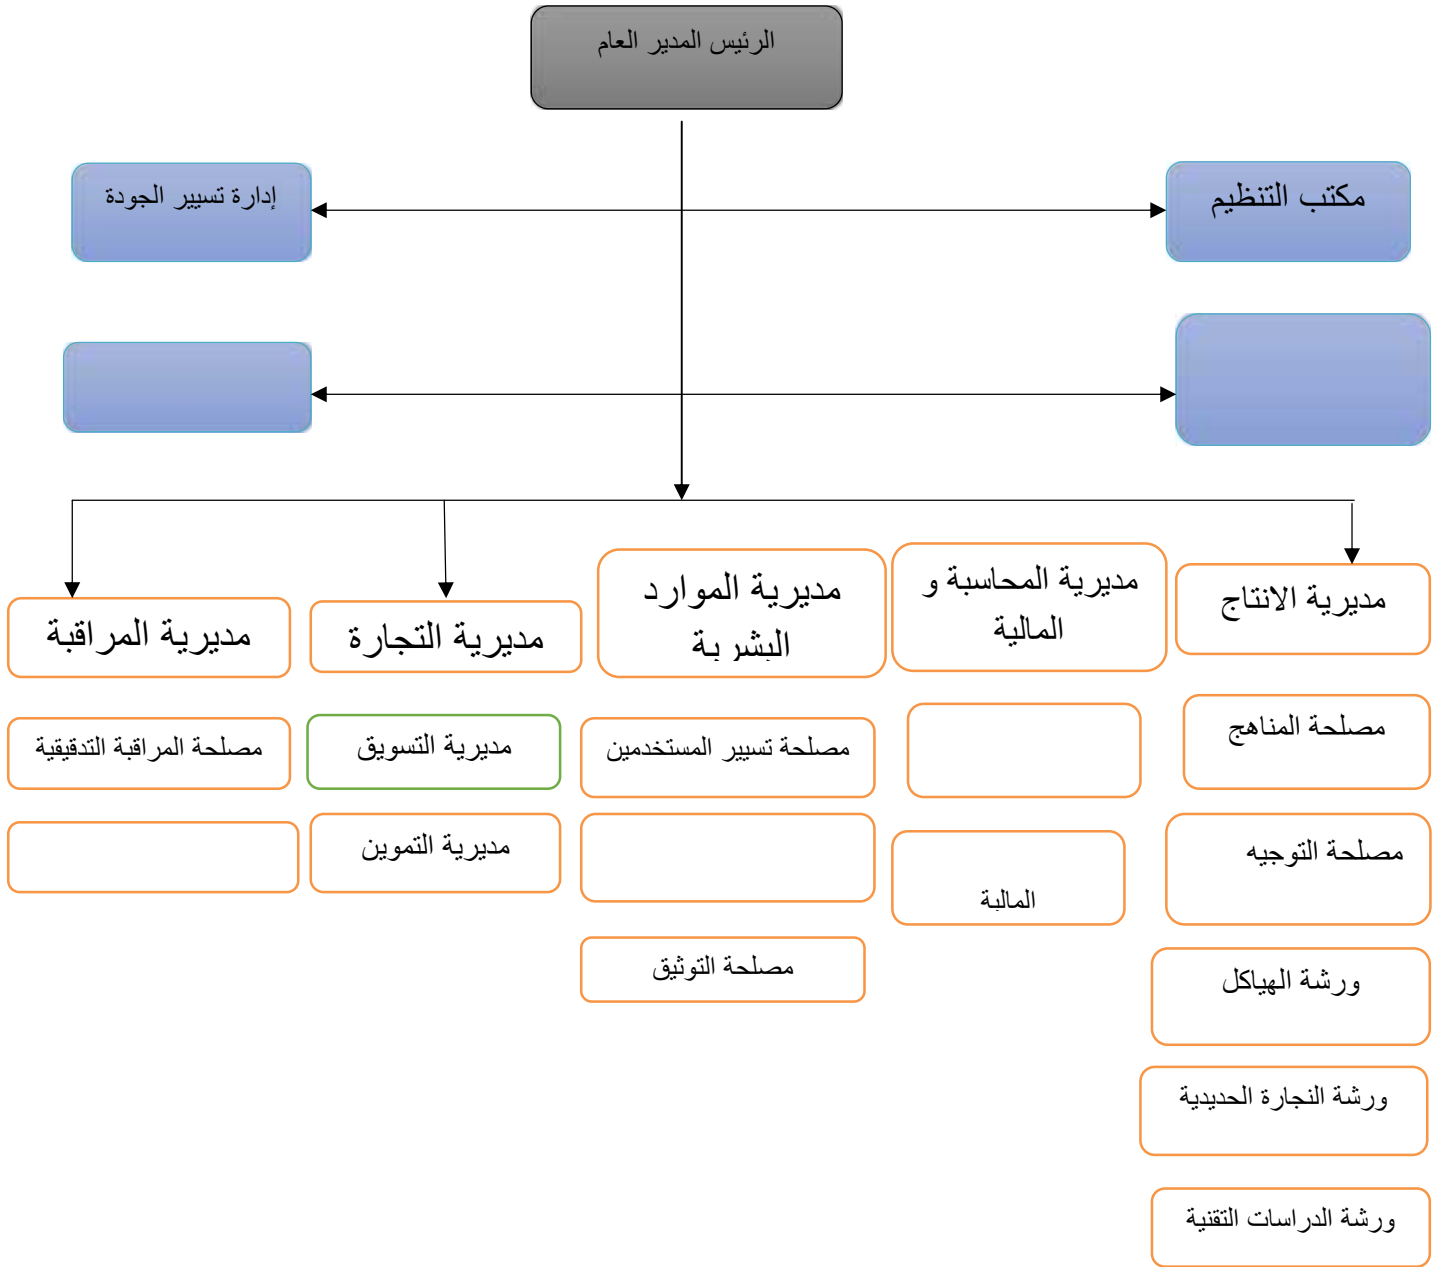 الرئيس المدير العام
مكتب التنظيم
إدارة تسيير الجودة
مديرية الانتاج
مديرية المحاسبة و
المالية
مديرية الموارد
البشرية
مديرية التجارة
مديرية المراقبة
مصلحة المناهج
مصلحة تسيير المستخدمين
مديرية التسويق
مصلحة المراقبة التدقيقية
مصلحة التوجيه
المالية
مديرية التموين
مصلحة التوثيق
ورشة الهياكل
ورشة النجارة الحديدية
ورشة الدراسات التقنية